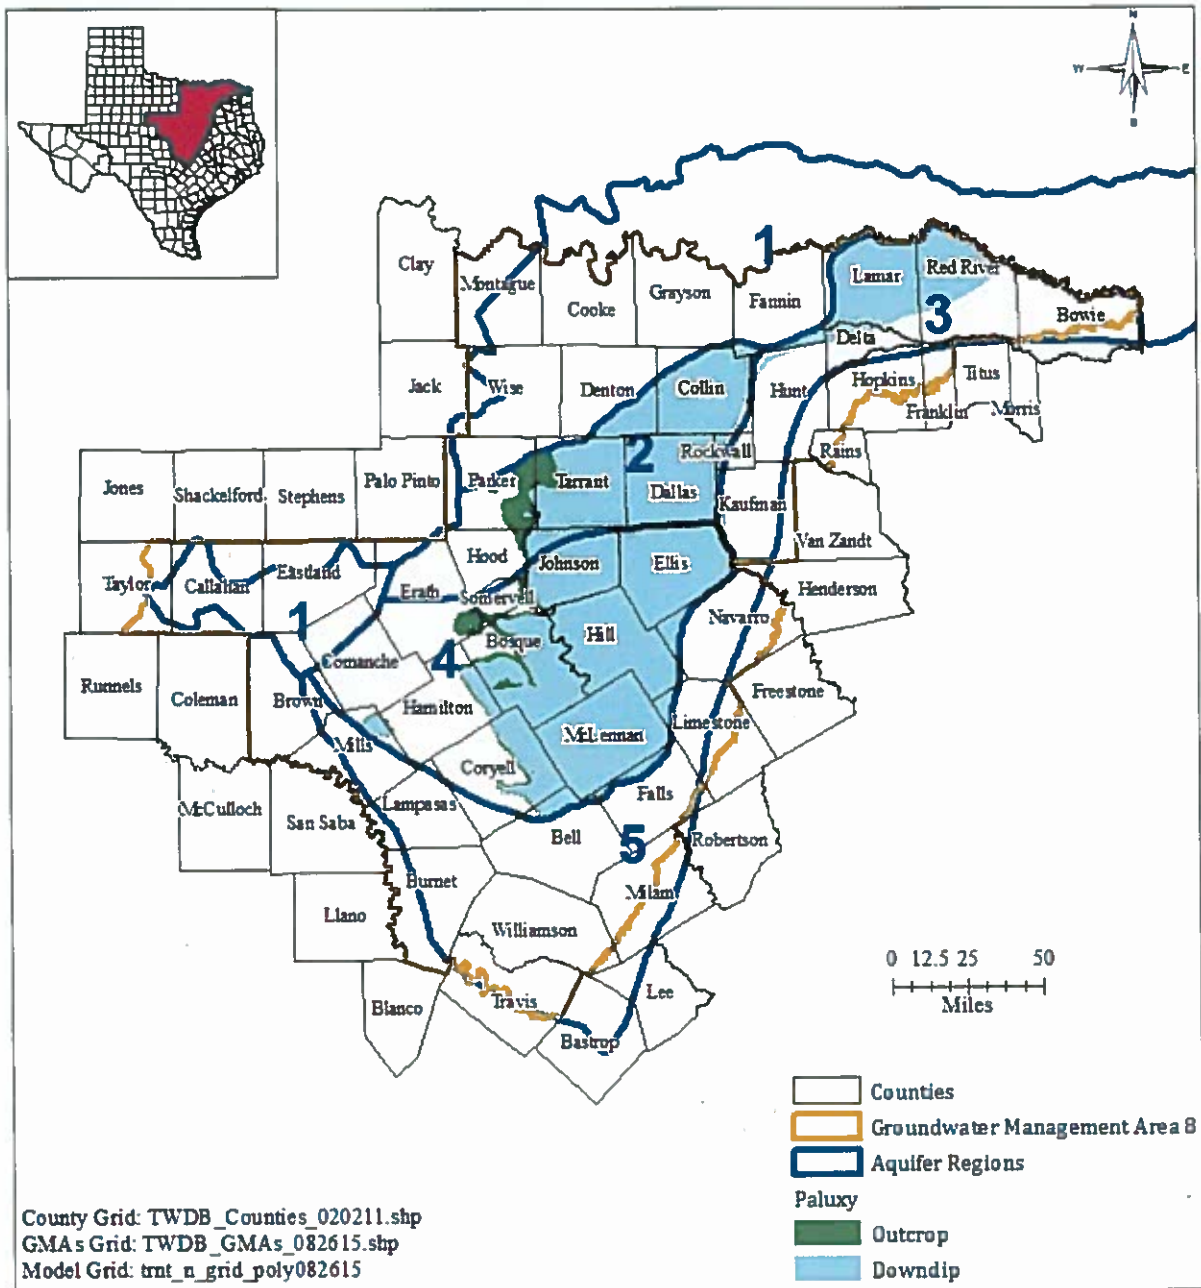 N
W E
S
1
Clay
Montague
Cooke
Grayson
Fannin
Lamar
Red River
3
Bowie
Delta
Jack
Wise
Denton
Collin
Hunt
Hopkins
Titus
Franklin
Morris
2
Rockwall
Rains
Jones
Shackelford
Stephens
Palo Pinto
Parker
Tarrant
Dallas
Kaufman
Van Zandt
Hood
Johnson
Ellis
Taylor
Callahan
Eastland
Erath
Somervell
Henderson
1
Navarro
Bosque
Hill
Comanche
4
Runnels
Coleman
Brown
Hamilton
Freestone
Limestone
Mills
McLennan
Coryell
McCulloch
San Saba
Lampasas
Falls
Bell
5
Robertson
Burnet
Milam
Llano
Williamson
Blanco
Travis
Lee
Bastrop
0 12.5 25 50
Miles
Counties
Groundwater Management Area 8
Aquifer Regions
Paluxy
Outcrop
Downdip
County Grid: TWDB_Counties_020211.shp
GMAs Grid: TWDB_GMAs_082615.shp
Model Grid: trnt_n_grid_poly082615